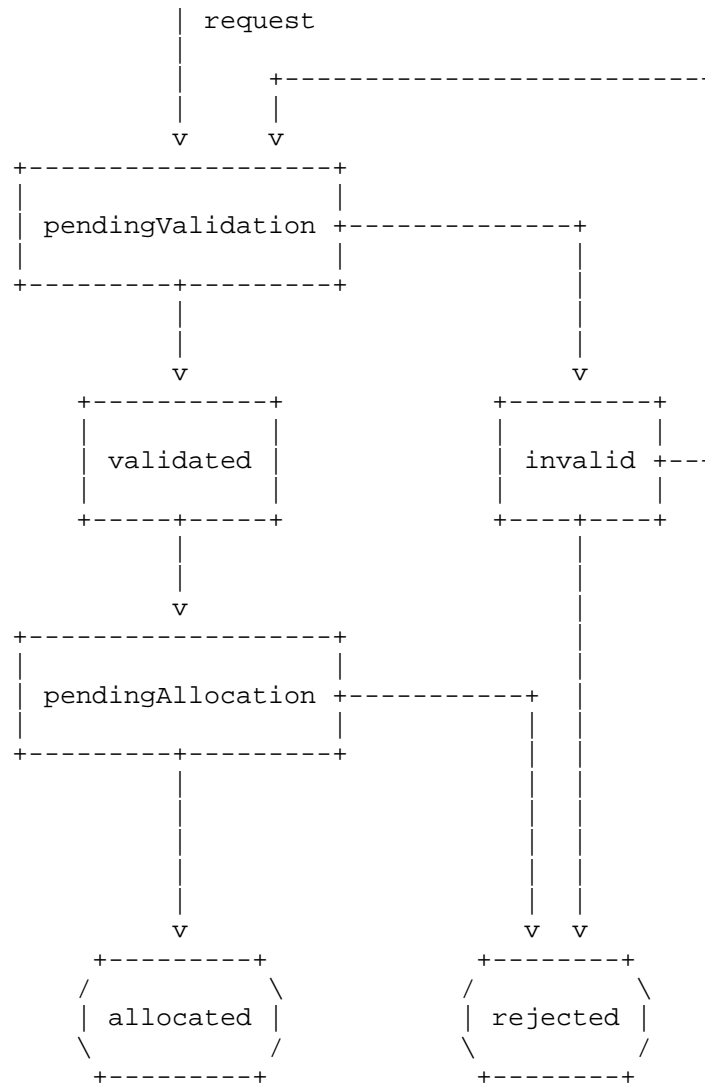 request
pendingValidation
validated
invalid
pendingAllocation
allocated
rejected